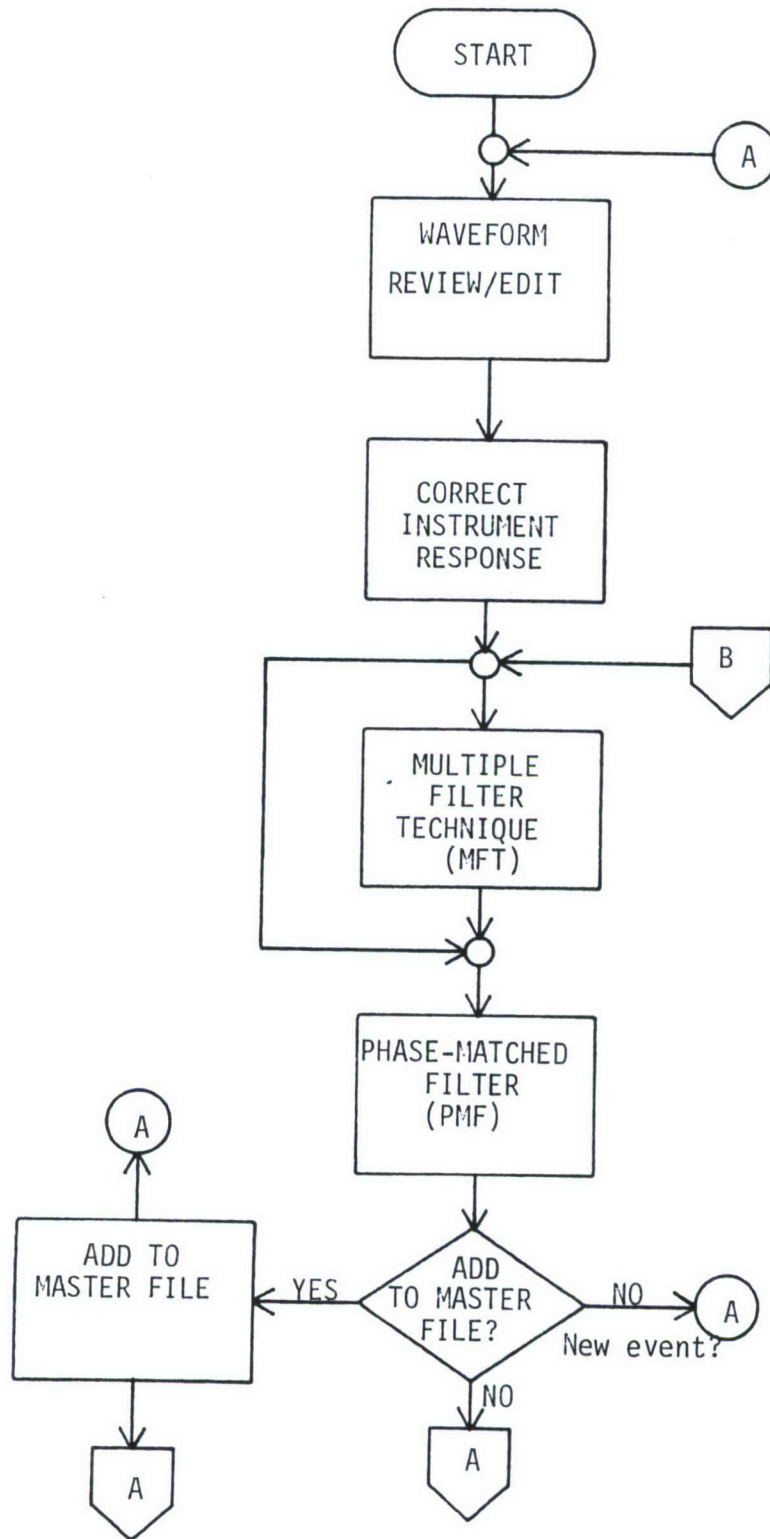 START
A
WAVEFORM
REVIEW/EDIT
CORRECT
INSTRUMENT
RESPONSE
B
MULTIPLE
FILTER
TECHNIQUE
(MFT)
PHASE-MATCHED
FILTER
(PMF)
A
ADD TO
MASTER FILE
YES
ADD
TO MASTER
FILE?
NO
A
New event?
NO
A
A